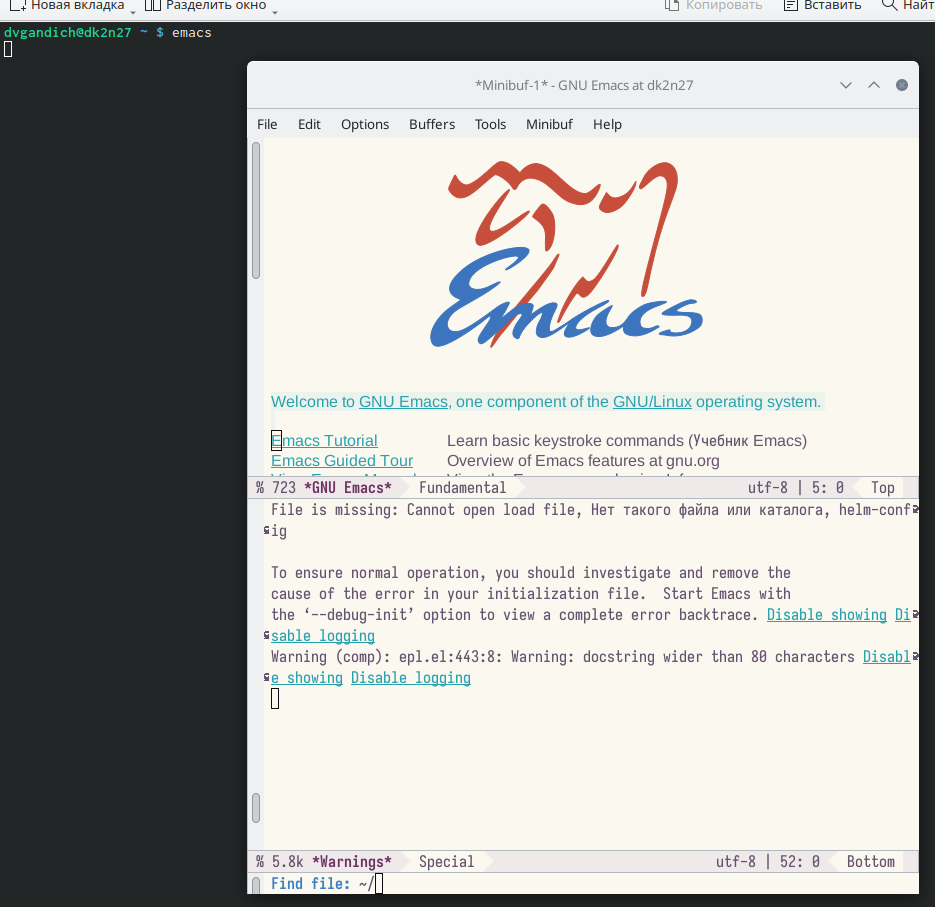 Новая вкладка Разделить окно Копировать Вставить Найт
dvgandich@dk2n27 ~ $ emacs
*Minibuf-1* - GNU Emacs at dk2n27
File Edit Options Buffers Tools Minibuf Help
Emacs
Welcome to GNU Emacs, one component of the GNU/Linux operating system.
Emacs Tutorial Learn basic keystroke commands (Учебник Emacs)
Emacs Guided Tour Overview of Emacs features at gnu.org
% 723 *GNU Emacs* Fundamental utf-8 | 5: 0 Top
File is missing: Cannot open load file, Нет такого файла или каталога, helm-conf
ig
To ensure normal operation, you should investigate and remove the
cause of the error in your initialization file. Start Emacs with
the ‘--debug-init’ option to view a complete error backtrace. Disable showing Di
sable logging
Warning (comp): epl.el:443:8: Warning: docstring wider than 80 characters Disabl
e showing Disable logging
% 5.8k *Warnings* Special utf-8 | 52: 0 Bottom
Find file: ~/